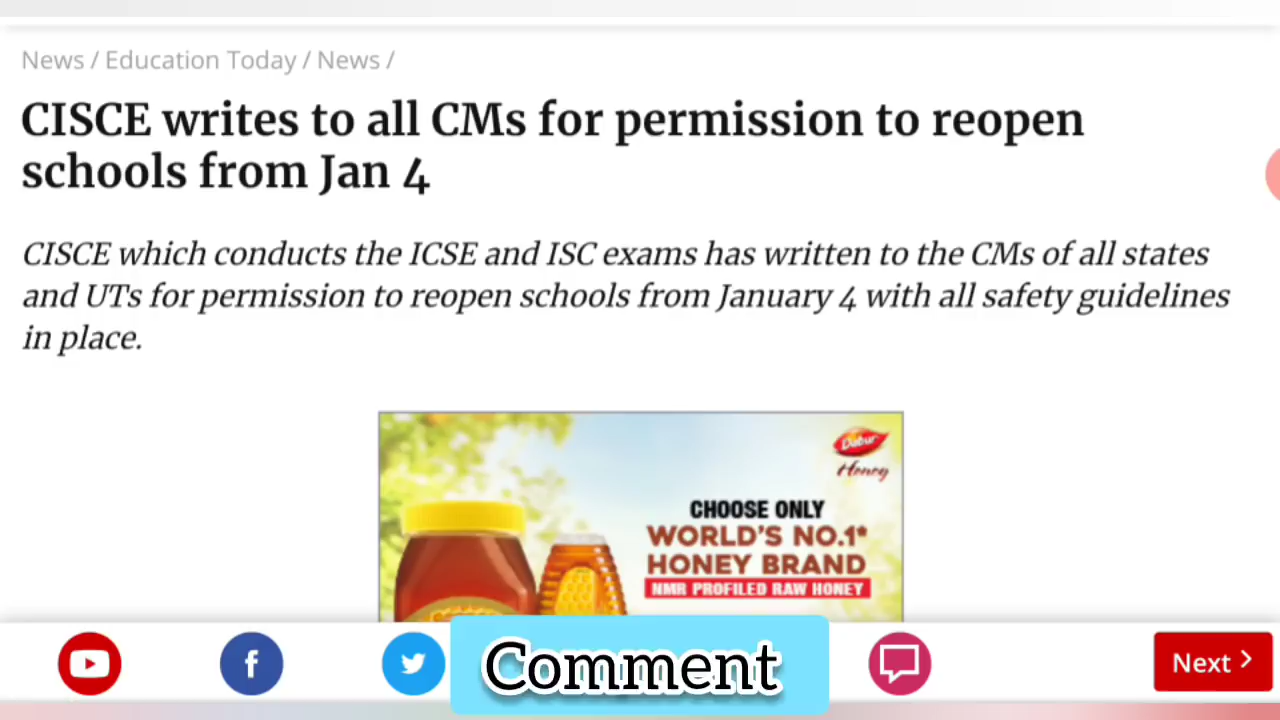 News / Education Today / News /
CISCE writes to all CMs for permission to reopen
schools from Jan 4
CISCE which conducts the ICSE and ISC exams has written to the CMs of all states
and UTs for permission to reopen schools from January 4 with all safety guidelines
in place.
Dabur
Honey
CHOOSE ONLY
WORLD'S NO.1*
HONEY BRAND
NMR PROFILED RAW HONEY
f
Comment
Next >